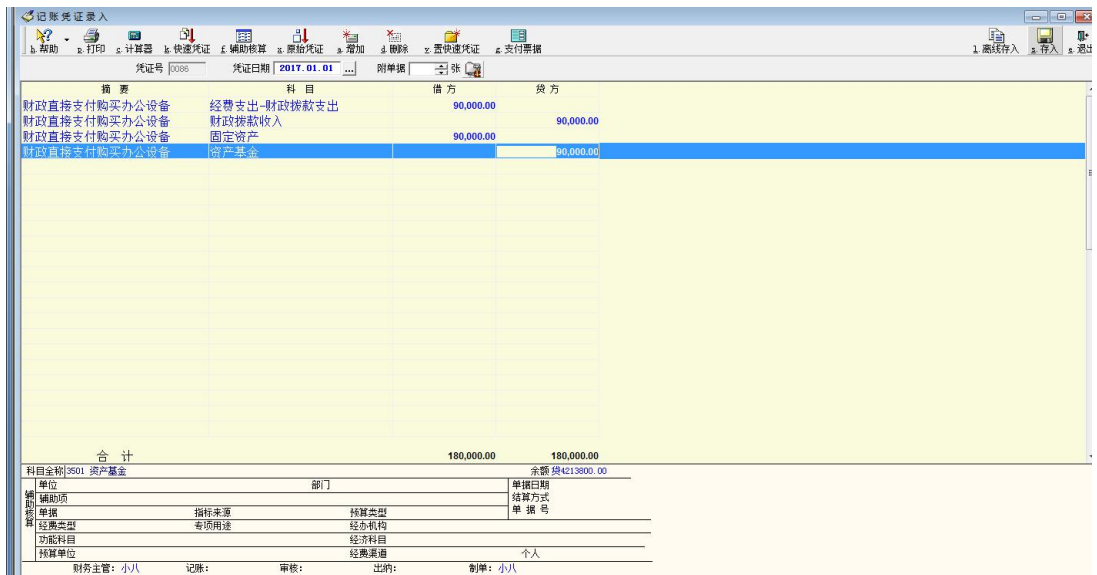 记账凭证录入
h.帮助 p.打印 c.计算器 k.快速凭证 f.辅助核算 x.原始凭证 a.增加 d.删除 z.置快速凭证 g.支付票据 l.离线存入 s.存入 e.退出
凭证号 0086 凭证日期 2017.01.01 ... 附单据 张
摘 要 科 目 借 方 贷 方
财政直接支付购买办公设备 经费支出-财政拨款支出 90,000.00
财政直接支付购买办公设备 财政拨款收入 90,000.00
财政直接支付购买办公设备 固定资产 90,000.00
财政直接支付购买办公设备 资产基金 90,000.00
合 计 180,000.00 180,000.00
科目全称 3501 资产基金 余额 贷4213800.00
辅助核算
单位 部门 单据日期
辅助项 结算方式
单据 指标来源 预算类型 单 据 号
经费类型 专项用途 经办机构
功能科目 经济科目
预算单位 经费渠道 个人
财务主管: 小八 记账: 审核: 出纳: 制单: 小八